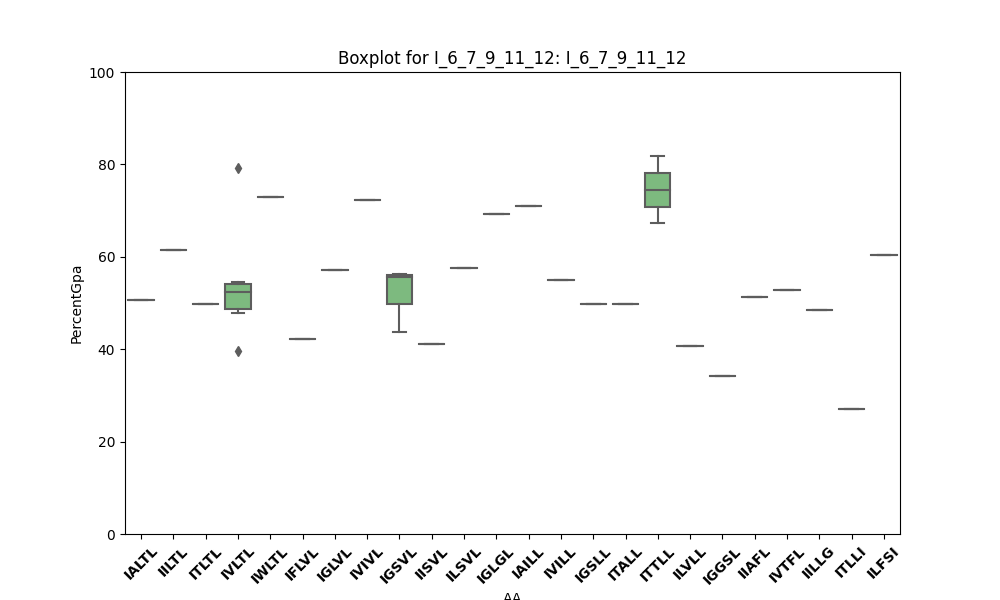 Boxplot for I_6_7_9_11_12: I_6_7_9_11_12
100
80
60
40
20
0
PercentGpa
IALTL IILTL ITLTL IVLTL IWLTL IFLVL IGLVL IVIVL IGSVL IISVL ILSVL IGLGL IAILL IVILL IGSLL ITALL ITTLL ILVLL IGGSL IIAFL IVTFL IILLG ITLLI ILFSI
AA